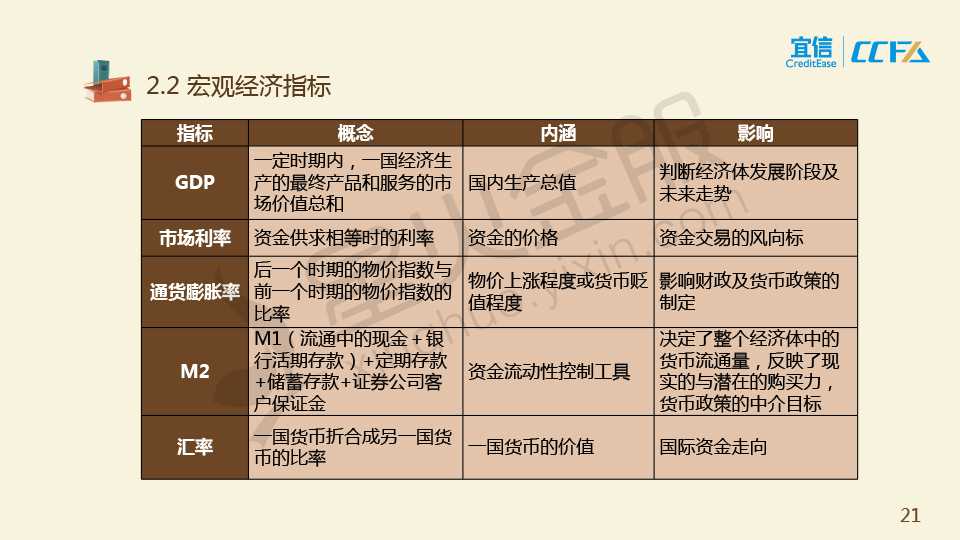 宜信
CreditEase
CCFA
2.2 宏观经济指标
指标 概念 内涵 影响
GDP
一定时期内，一国经济生
产的最终产品和服务的市
场价值总和
国内生产总值
判断经济体发展阶段及
未来走势
市场利率 资金供求相等时的利率 资金的价格 资金交易的风向标
通货膨胀率
后一个时期的物价指数与
前一个时期的物价指数的
比率
物价上涨程度或货币贬
值程度
影响财政及货币政策的
制定
M2
M1（流通中的现金＋银
行活期存款）+定期存款
+储蓄存款+证券公司客
户保证金
资金流动性控制工具
决定了整个经济体中的
货币流通量，反映了现
实的与潜在的购买力，
货币政策的中介目标
汇率
一国货币折合成另一国货
币的比率
一国货币的价值
国际资金走向
星火金服
xinghuo.yixin.com
21